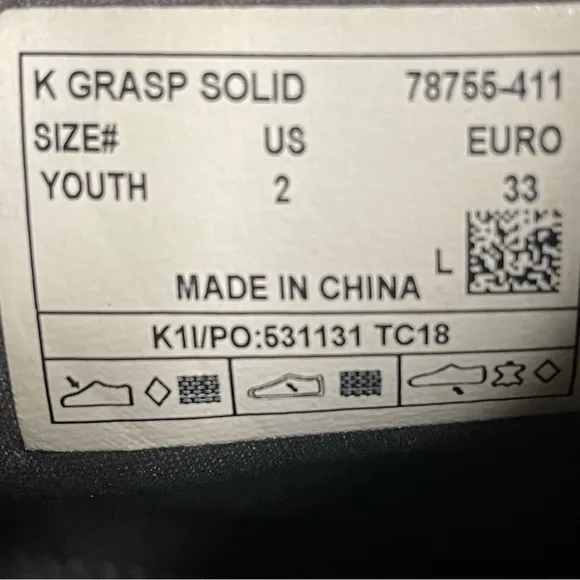 K GRASP SOLID 78755-411
SIZE# US EURO
YOUTH 2 33
L
MADE IN CHINA
K1I/PO:531131 TC18